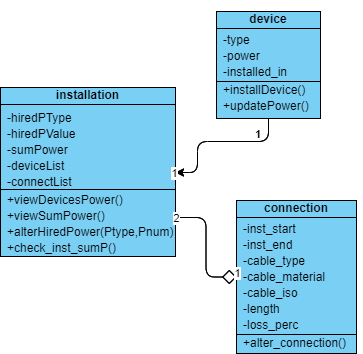 device
-type
-power
-installed_in
+installDevice()
+updatePower()
1
installation
-hiredPType
-hiredPValue
-sumPower
-deviceList
-connectList
+viewDevicesPower()
+viewSumPower()
+alterHiredPower(Ptype,Pnum)
+check_inst_sumP()
1
2
connection
-inst_start
-inst_end
-cable_type
-cable_material
-cable_iso
-length
-loss_perc
+alter_connection()
1